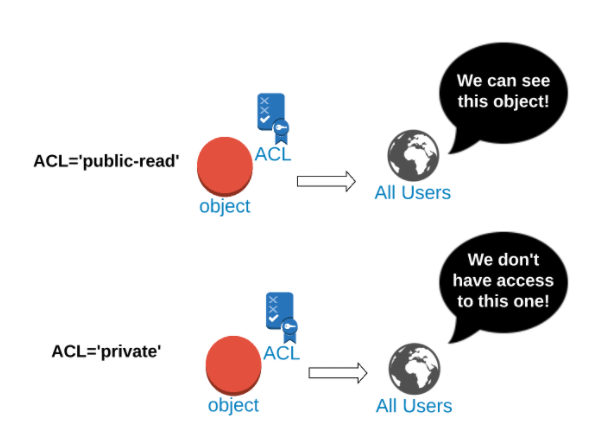 We can see
this object!
ACL='public-read'
ACL
object
All Users
We don't
have access
to this one!
ACL='private'
ACL
object
All Users